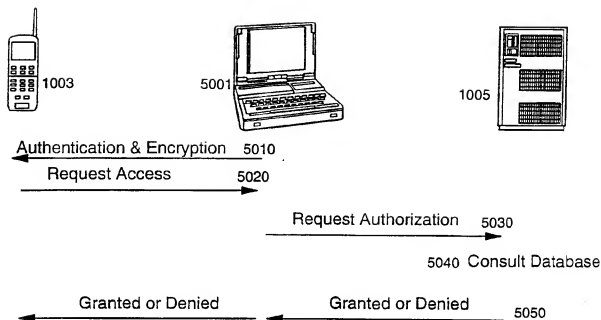 1003
5001
1005
Authentication & Encryption 5010
Request Access 5020
Request Authorization 5030
5040 Consult Database
Granted or Denied Granted or Denied 5050